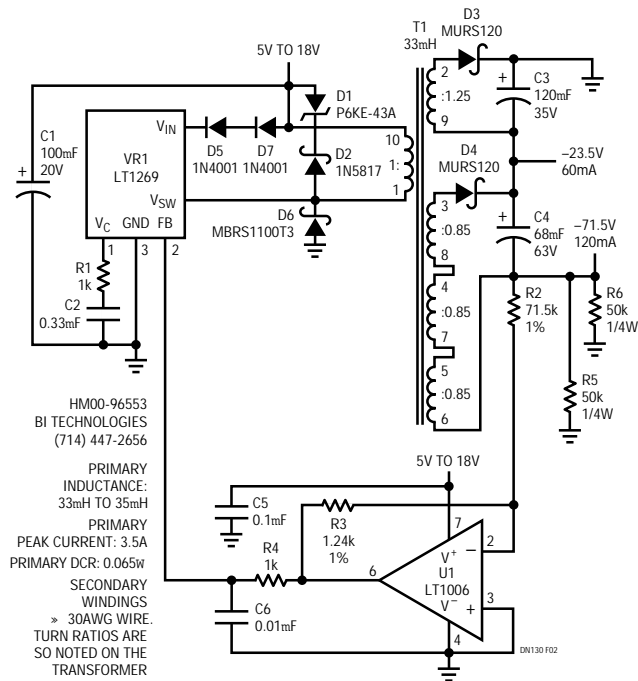 5V TO 18V
T1
33mH
D3
MURS120
2
:1.25
9
+
C3
120mF
35V
D1
P6KE-43A
C1
100mF
20V
+
VIN
VR1
LT1269
VSW
VC GND FB
D5
1N4001
D7
1N4001
D2
1N5817
10
1:
1
D4
MURS120
–23.5V
60mA
D6
MBRS1100T3
1
3
2
R1
1k
C2
0.33mF
3
:0.85
8
4
:0.85
7
5
:0.85
6
+
C4
68mF
63V
–71.5V
120mA
R2
71.5k
1%
R6
50k
1/4W
R5
50k
1/4W
HM00-96553
BI TECHNOLOGIES
(714) 447-2656
PRIMARY
INDUCTANCE:
33mH TO 35mH
PRIMARY
PEAK CURRENT: 3.5A
PRIMARY DCR: 0.065W
SECONDARY
WINDINGS
» 30AWG WIRE.
TURN RATIOS ARE
SO NOTED ON THE
TRANSFORMER
5V TO 18V
C5
0.1mF
R3
1.24k
1%
R4
1k
C6
0.01mF
7
6
V+
U1
LT1006
V–
–
+
2
3
4
DN130 F02